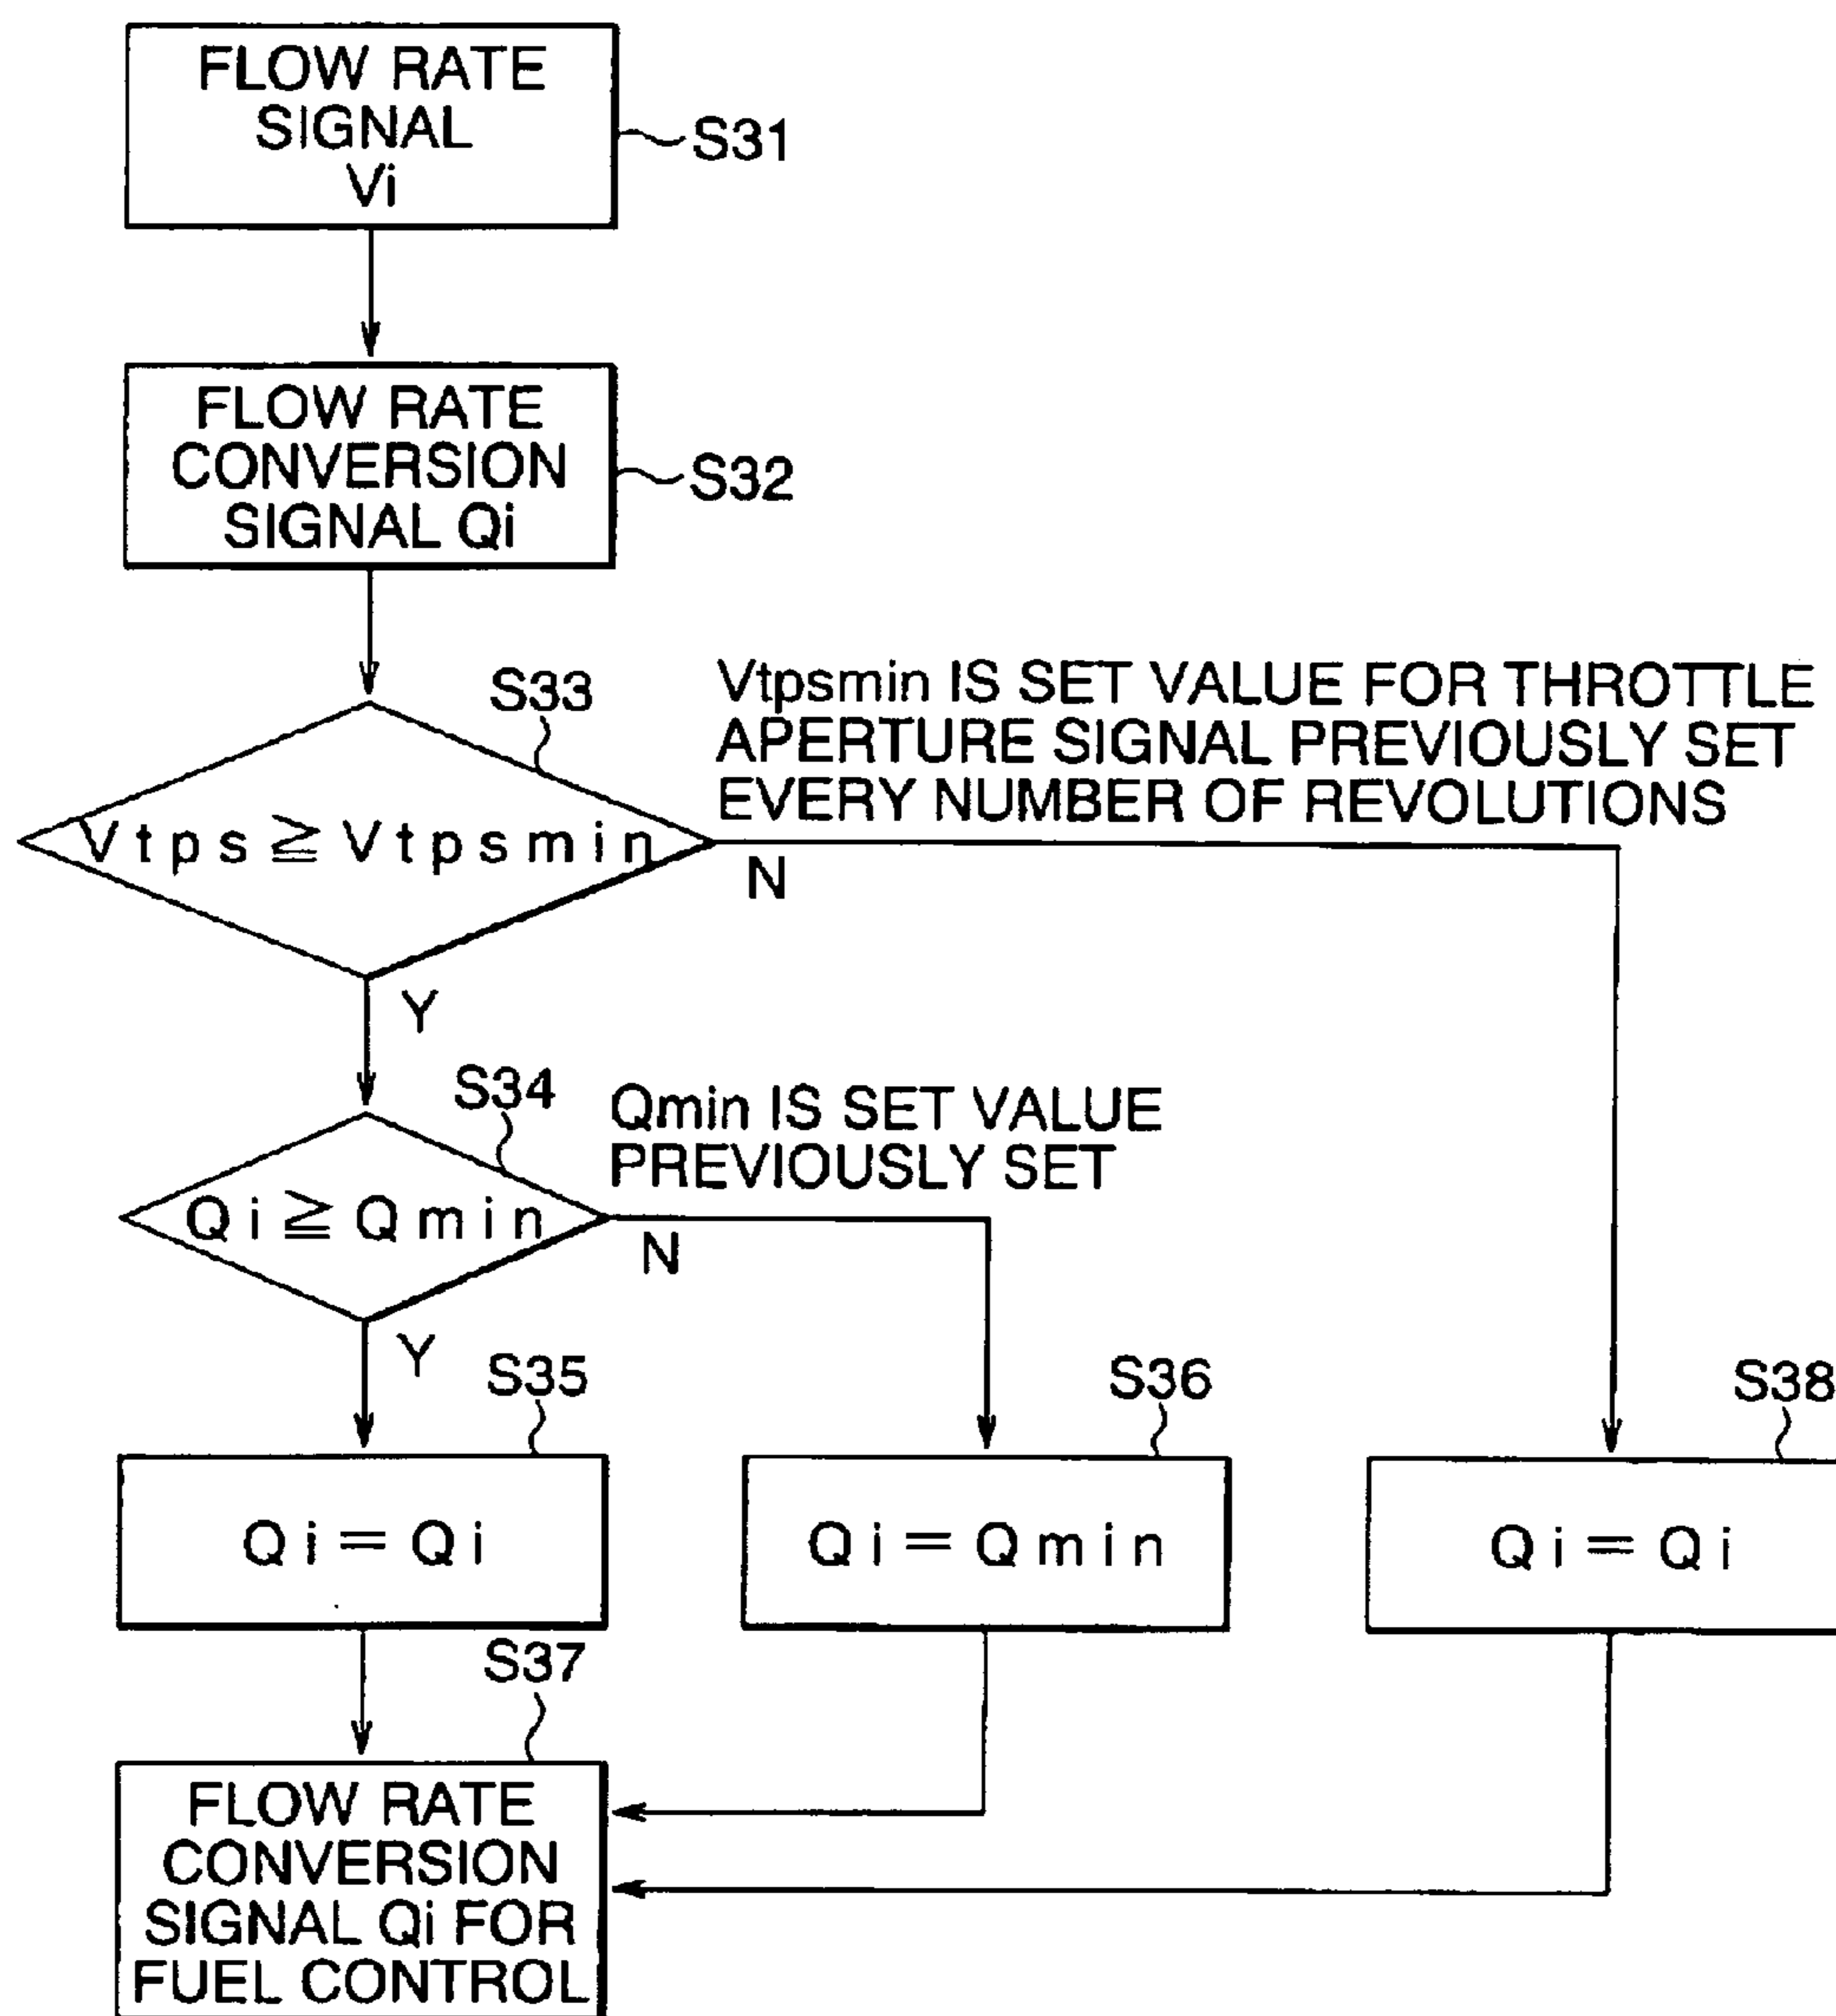 FLOW RATE
SIGNAL
Vi
S31
FLOW RATE
CONVERSION
SIGNAL Qi
S32
S33
Vtpsmin IS SET VALUE FOR THROTTLE
APERTURE SIGNAL PREVIOUSLY SET
EVERY NUMBER OF REVOLUTIONS
Vtps ≧ Vtpsmin
N
Y
S34
Qmin IS SET VALUE
PREVIOUSLY SET
Qi ≧ Qmin
N
Y
S35
S36
S38
Qi = Qi
Qi = Qmin
Qi = Qi
S37
FLOW RATE
CONVERSION
SIGNAL Qi FOR
FUEL CONTROL